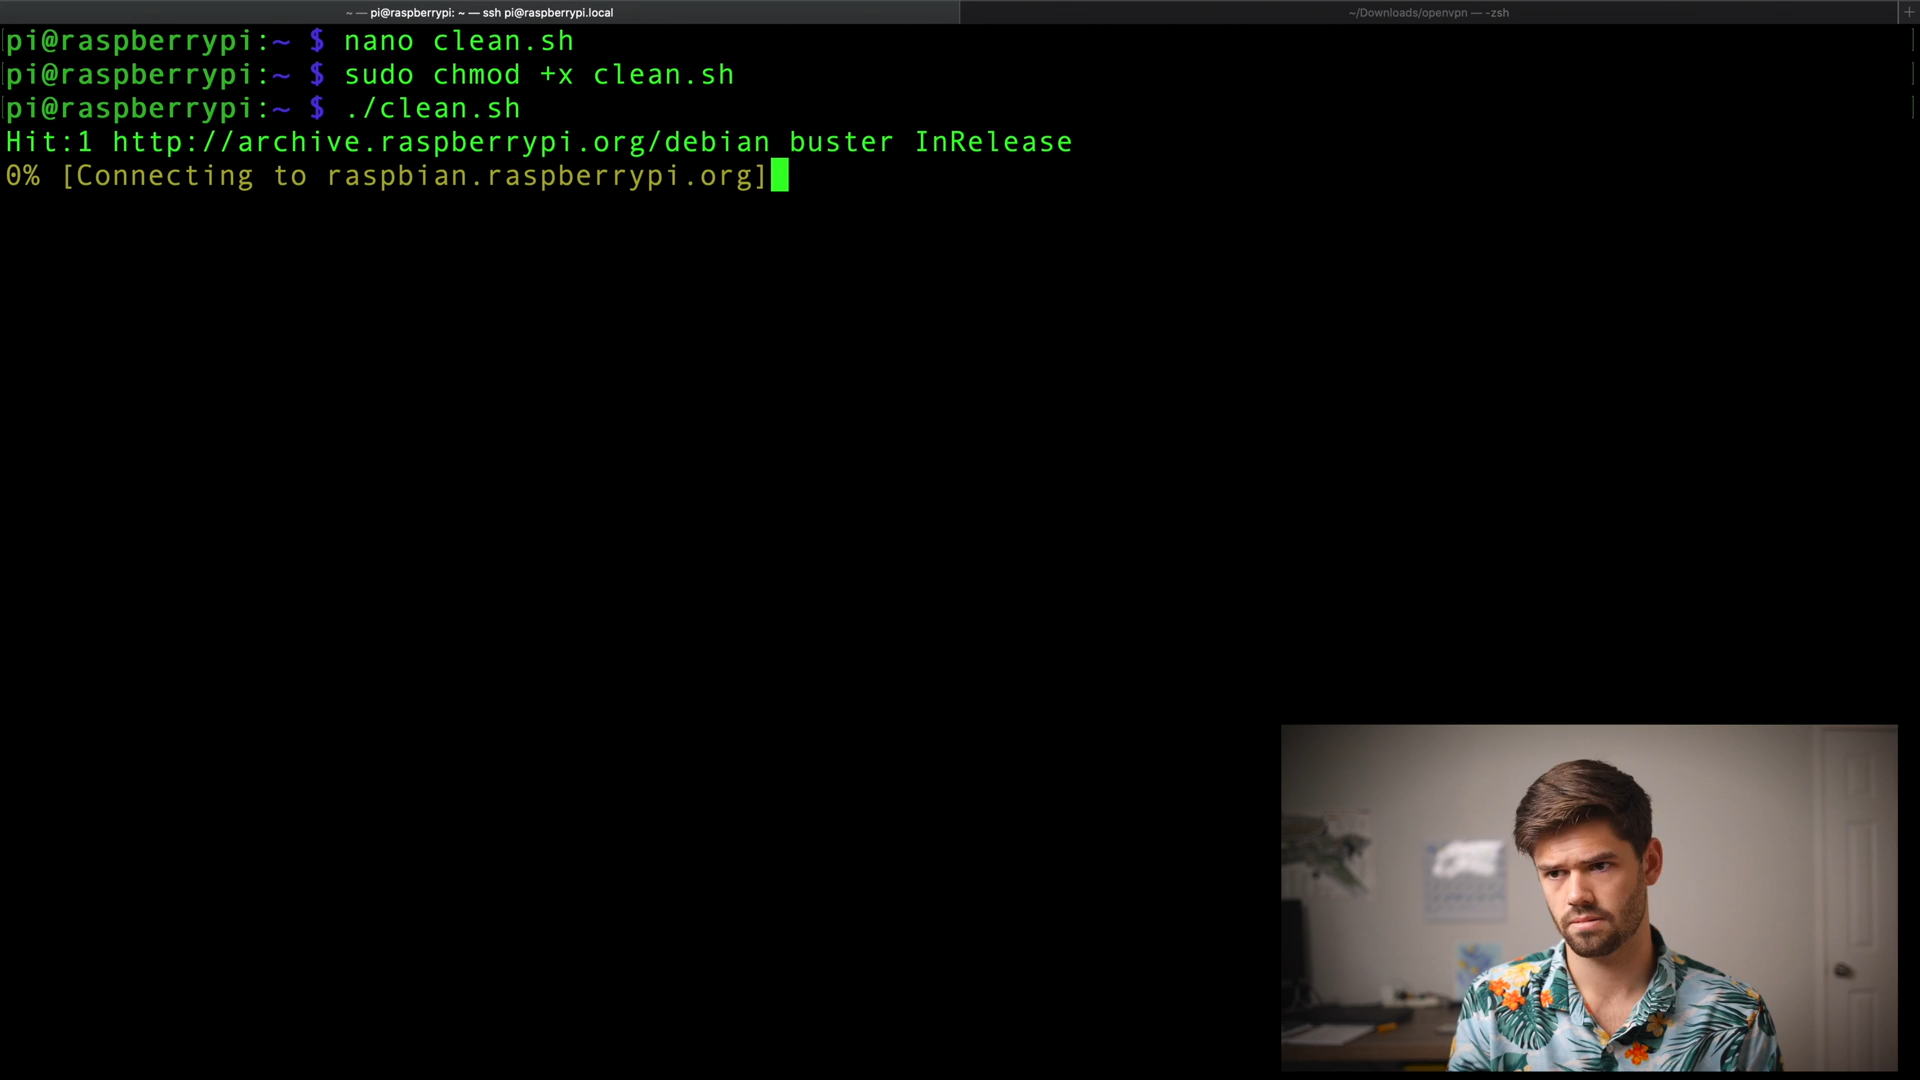 ~ — pi@raspberrypi: ~ — ssh pi@raspberrypi.local
~/Downloads/openvpn — -zsh
+
pi@raspberrypi:~ $ nano clean.sh
pi@raspberrypi:~ $ sudo chmod +x clean.sh
pi@raspberrypi:~ $ ./clean.sh
Hit:1 http://archive.raspberrypi.org/debian buster InRelease
0% [Connecting to raspbian.raspberrypi.org]